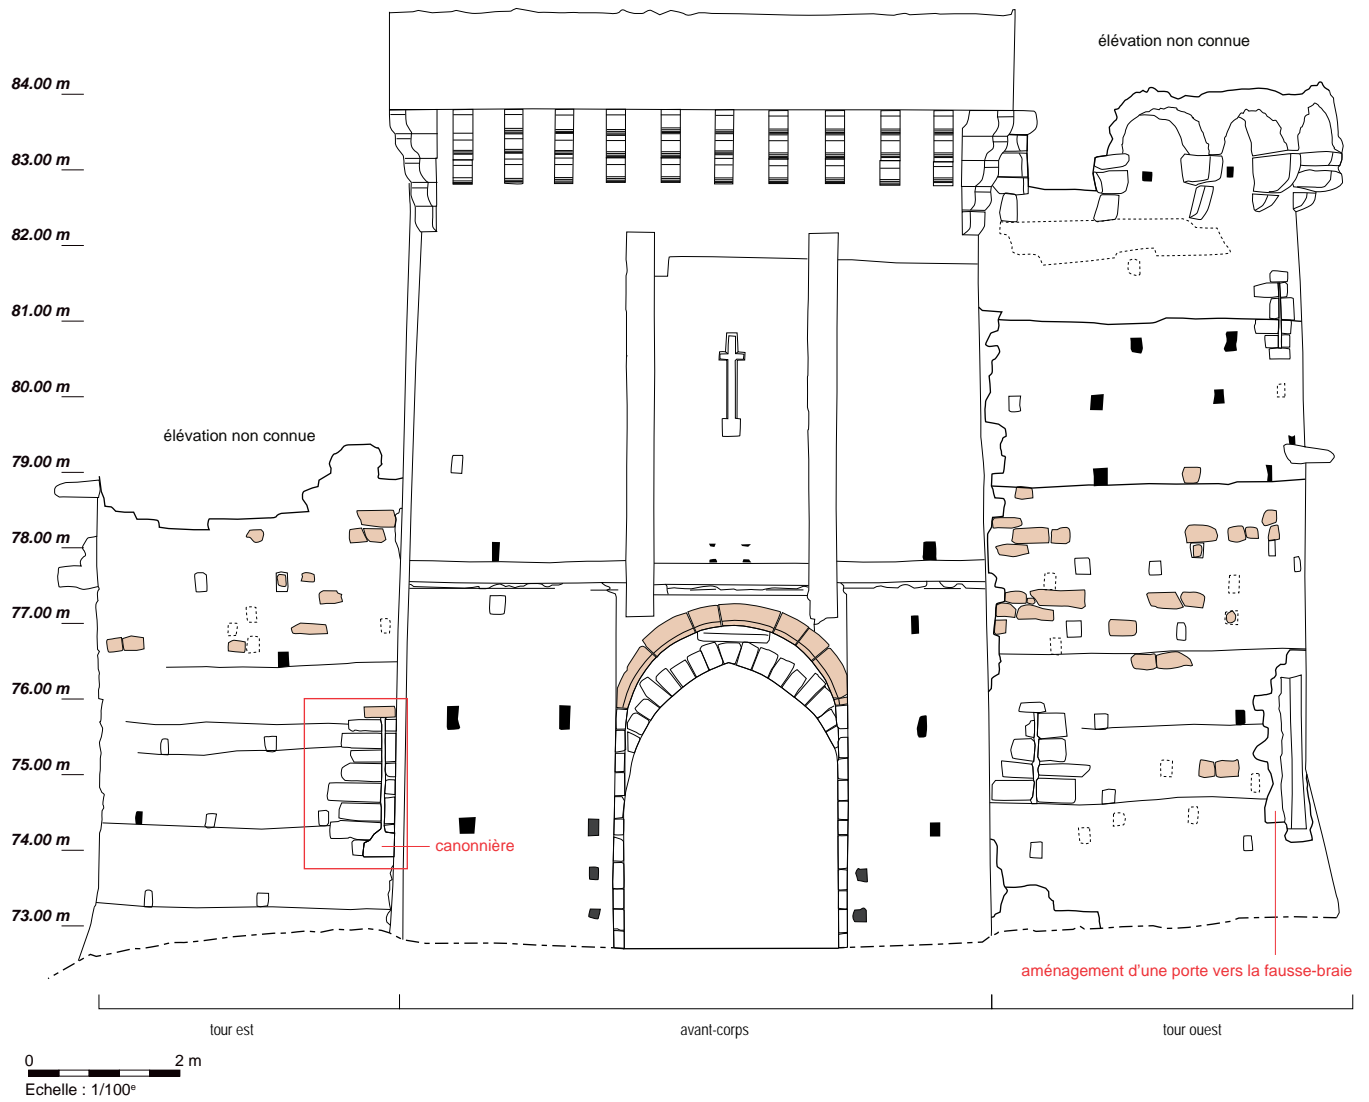 élévation non connue
84.00 m
83.00 m
82.00 m
81.00 m
80.00 m
élévation non connue
79.00 m
78.00 m
77.00 m
76.00 m
75.00 m
74.00 m
canonnière
73.00 m
aménagement d'une porte vers la fausse-braie
tour est
avant-corps
tour ouest
0 2 m
Echelle : 1/100e